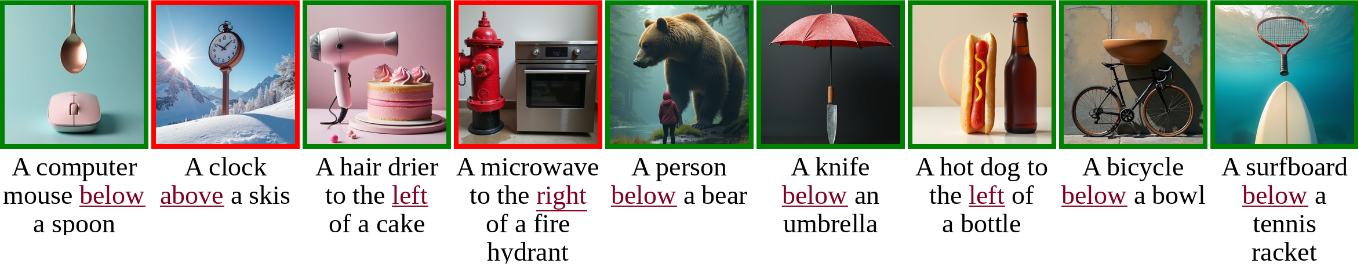 A computer
mouse below
a spoon
A clock
above a skis
A hair drier
to the left
of a cake
A microwave
to the right
of a fire
hydrant
A person
below a bear
A knife
below an
umbrella
A hot dog to
the left of
a bottle
A bicycle
below a bowl
A surfboard
below a
tennis
racket